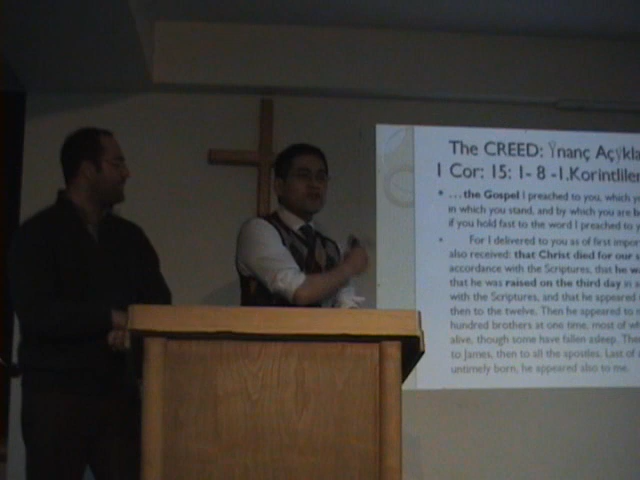 The CREED: Ÿnanç Açÿkla
1 Cor: 15: 1- 8 -1.Korintliler
• …the Gospel I preached to you, which yo
in which you stand, and by which you are b
if you hold fast to the word I preached to y
• For I delivered to you as of first impor
also received: that Christ died for our s
accordance with the Scriptures, that he wa
that he was raised on the third day in a
with the Scriptures, and that he appeared
then to the twelve. Then he appeared to m
hundred brothers at one time, most of wh
alive, though some have fallen asleep. The
to James, then to all the apostles. Last of
untimely born, he appeared also to me.